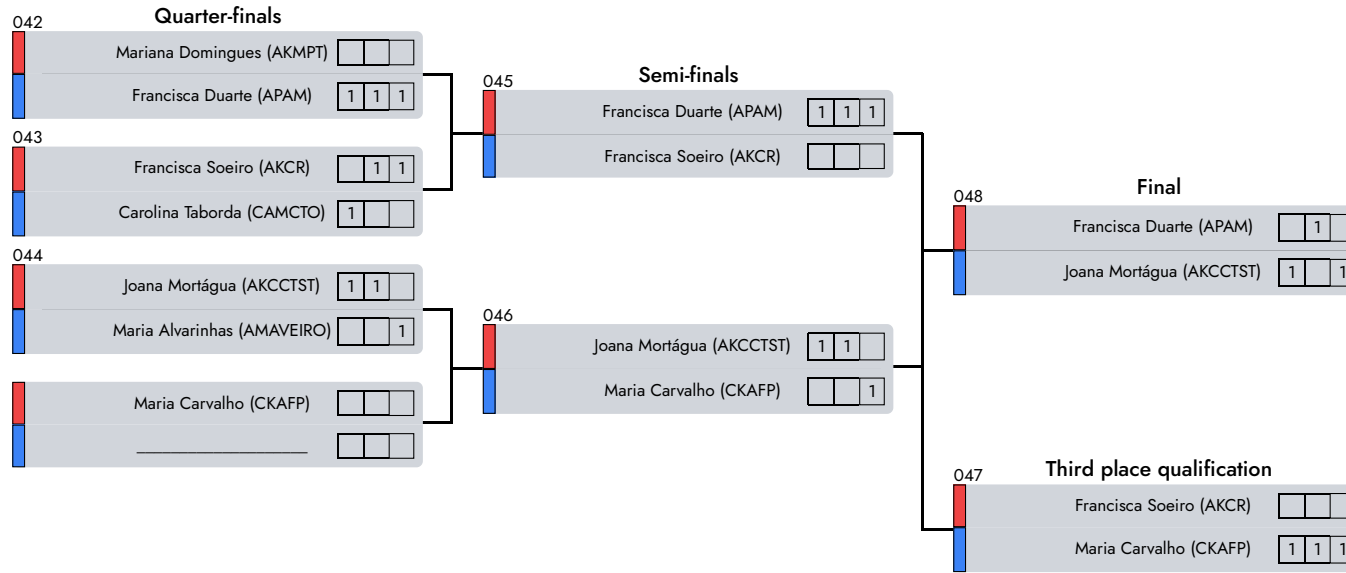 Quarter-finals
042
Mariana Domingues (AKMPT)
Francisca Duarte (APAM) 1 1 1
043
Francisca Soeiro (AKCR) 1 1
Carolina Taborda (CAMCTO) 1
044
Joana Mortágua (AKCCTST) 1 1
Maria Alvarinhas (AMAVEIRO) 1
Maria Carvalho (CKAFP)
Semi-finals
045
Francisca Duarte (APAM) 1 1 1
Francisca Soeiro (AKCR)
046
Joana Mortágua (AKCCTST) 1 1
Maria Carvalho (CKAFP) 1
Final
048
Francisca Duarte (APAM) 1
Joana Mortágua (AKCCTST) 1 1
Third place qualification
047
Francisca Soeiro (AKCR)
Maria Carvalho (CKAFP) 1 1 1